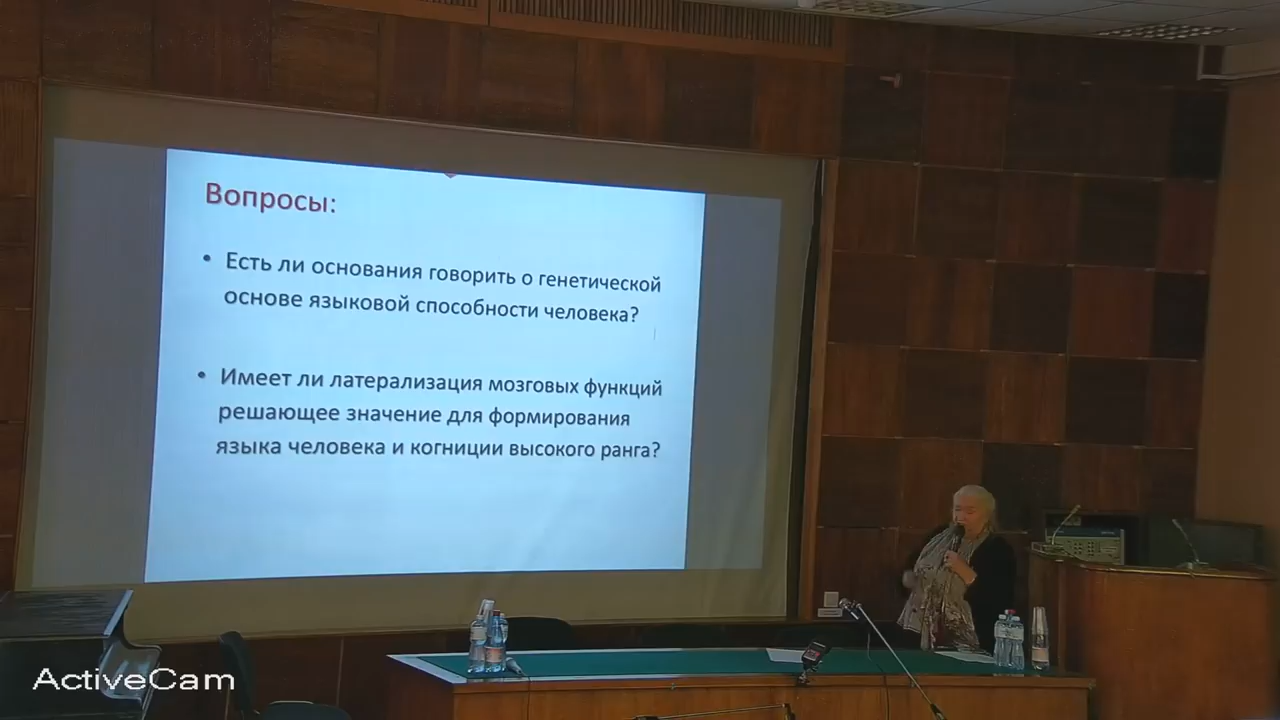 Вопросы:
• Есть ли основания говорить о генетической
основе языковой способности человека?
• Имеет ли латерализация мозговых функций
решающее значение для формирования
языка человека и когниции высокого ранга?
ActiveCam